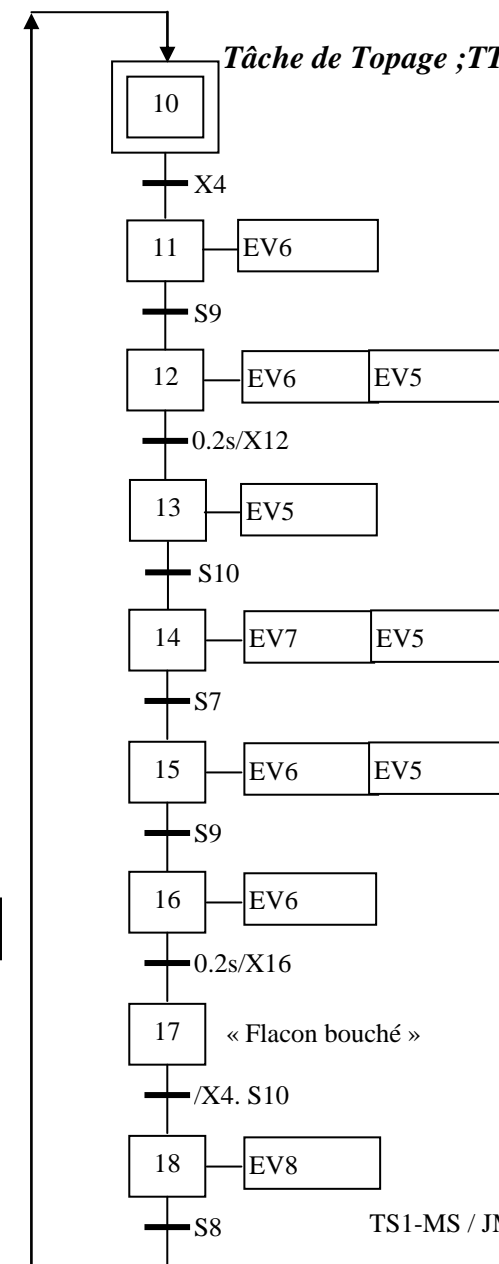 Tâche de Topage ;TT
10
X4
11 EV6
S9
12 EV6 EV5
0.2s/X12
13 EV5
S10
14 EV7 EV5
S7
15 EV6 EV5
S9
16 EV6
0.2s/X16
17 « Flacon bouché »
/X4. S10
18 EV8
S8 TS1-MS / JM